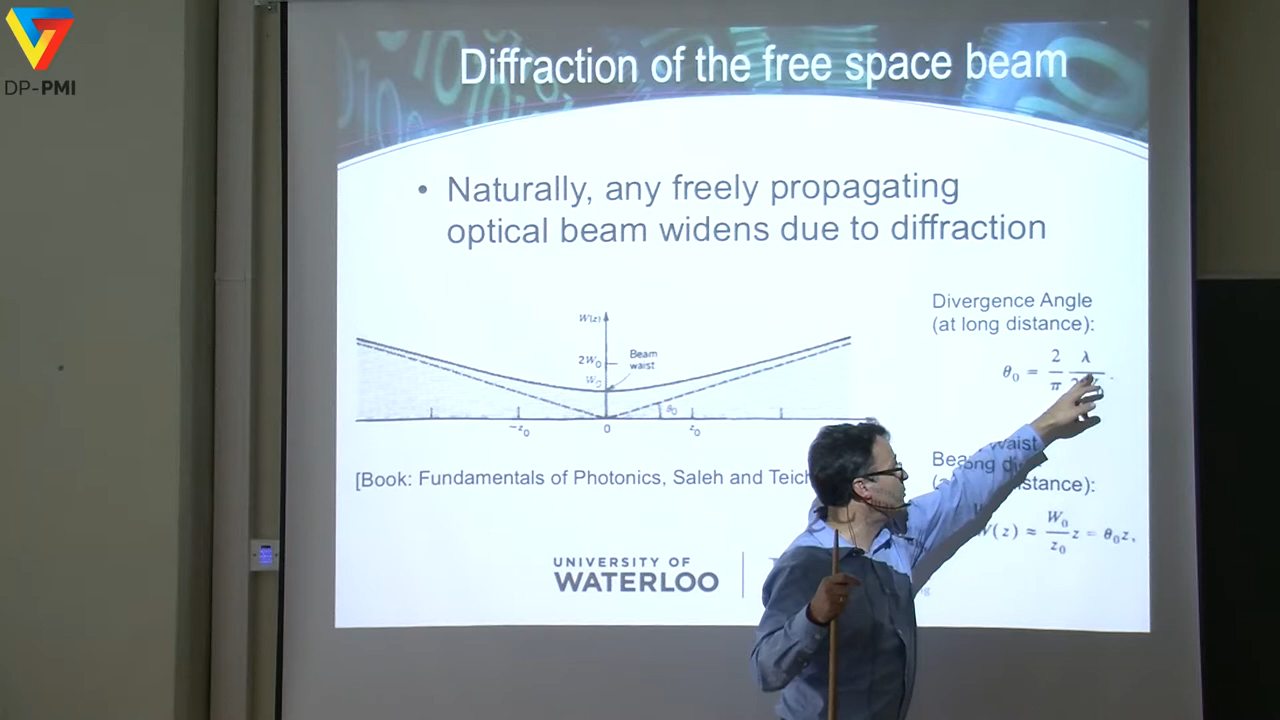 DP-PMI
Diffraction of the free space beam
• Naturally, any freely propagating
optical beam widens due to diffraction
Divergence Angle
(at long distance):
θ₀ = 2/π λ/
W(z)
2W₀
W₀
Beam
waist
θ₀
-z₀ 0 z₀
waist
(at distance):
W(z) ≈ W₀/z₀ z = θ₀z,
[Book: Fundamentals of Photonics, Saleh and
UNIVERSITY OF
WATERLOO